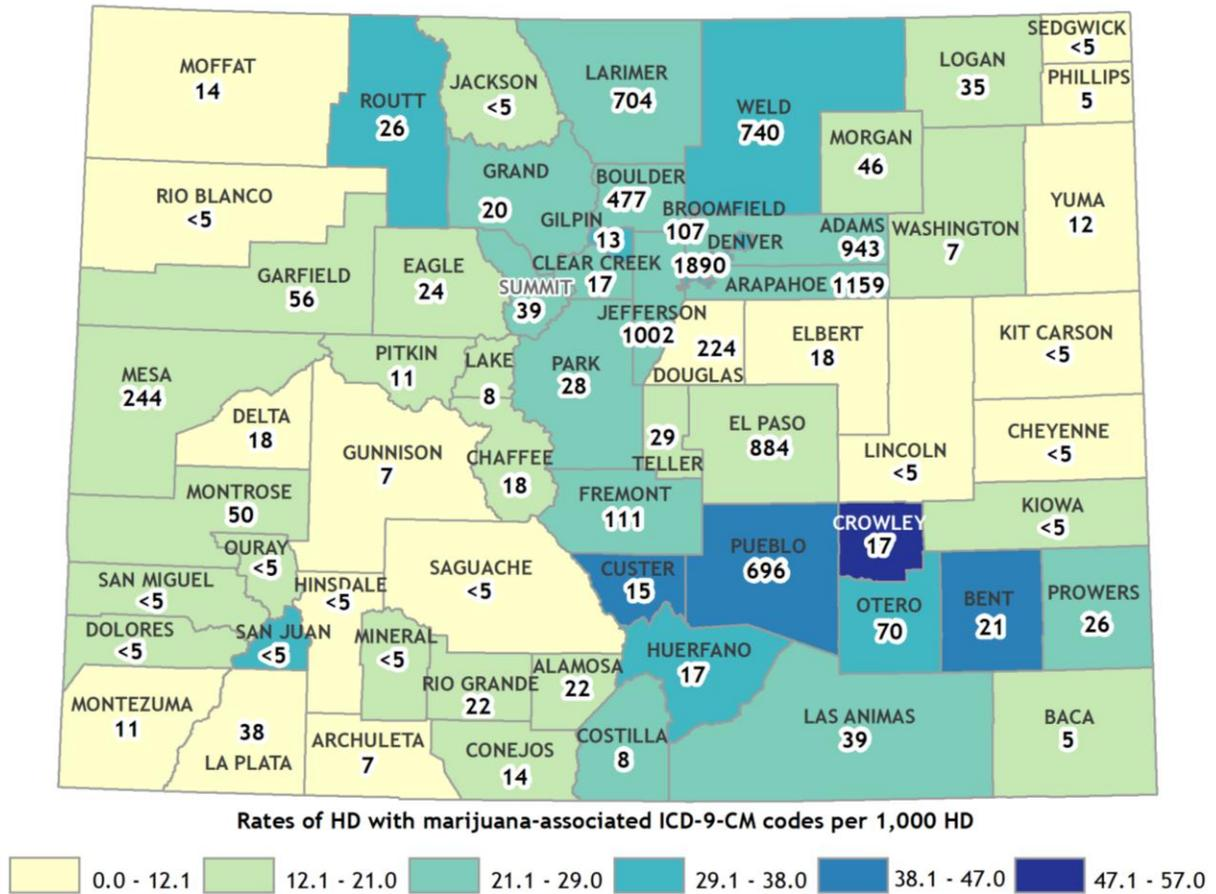 SEDGWICK
<5
MOFFAT
14
ROUTT
26
JACKSON
<5
LARIMER
704
WELD
740
LOGAN
35
PHILLIPS
5
MORGAN
46
RIO BLANCO
<5
GRAND
20
BOULDER
477
GILPIN
13
BROOMFIELD
107
DENVER
1890
ADAMS
943
WASHINGTON
7
YUMA
12
GARFIELD
56
EAGLE
24
SUMMIT
39
CLEAR CREEK
17
ARAPAHOE 1159
JEFFERSON
1002
224
DOUGLAS
ELBERT
18
KIT CARSON
<5
MESA
244
PITKIN
11
LAKE
8
PARK
28
DELTA
18
GUNNISON
7
CHAFFEE
18
29
TELLER
EL PASO
884
LINCOLN
<5
CHEYENNE
<5
MONTROSE
50
FREMONT
111
KIOWA
<5
OURAY
<5
CROWLEY
17
PUEBLO
696
SAN MIGUEL
<5
HINSDALE
<5
SAGUACHE
<5
CUSTER
15
OTERO
70
BENT
21
PROWERS
26
DOLORES
<5
SAN JUAN
<5
MINERAL
<5
RIO GRANDE
22
ALAMOSA
22
HUERFANO
17
MONTEZUMA
11
38
LA PLATA
ARCHULETA
7
CONEJOS
14
COSTILLA
8
LAS ANIMAS
39
BACA
5
Rates of HD with marijuana-associated ICD-9-CM codes per 1,000 HD
0.0 - 12.1
12.1 - 21.0
21.1 - 29.0
29.1 - 38.0
38.1 - 47.0
47.1 - 57.0